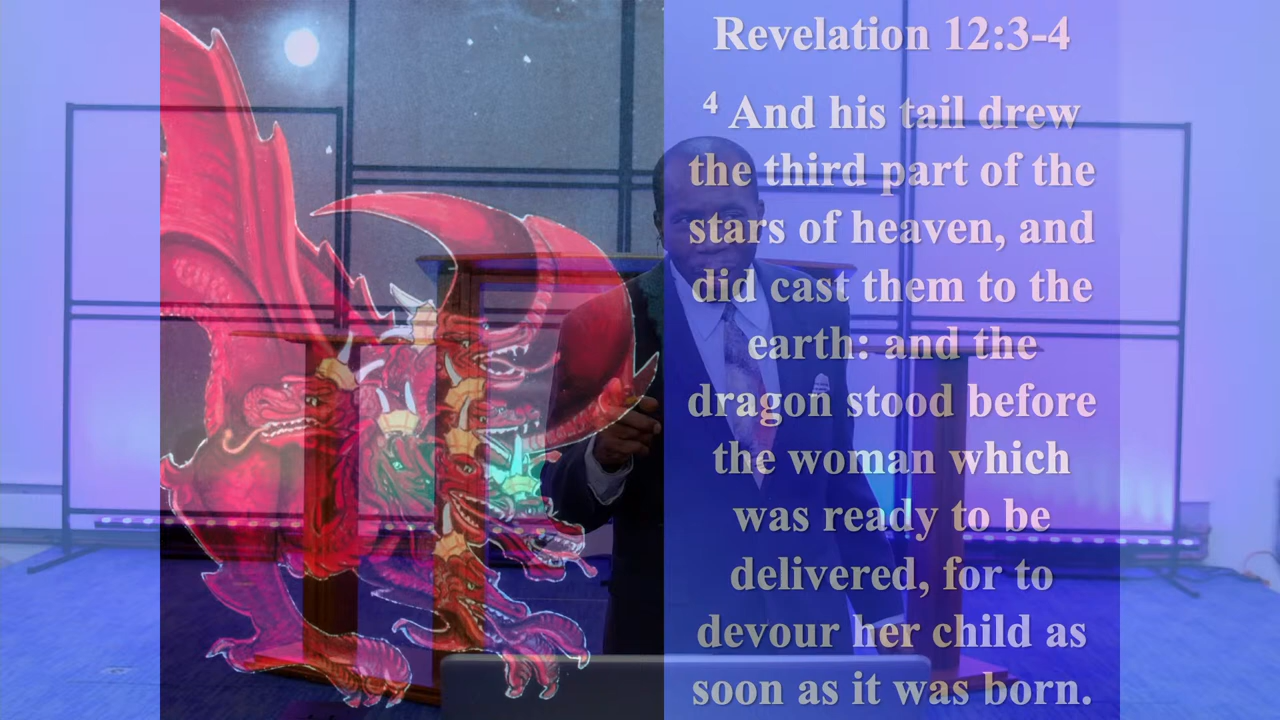 Revelation 12:3-4
4 And his tail drew
the third part of the
stars of heaven, and
did cast them to the
earth: and the
dragon stood before
the woman which
was ready to be
delivered, for to
devour her child as
soon as it was born.